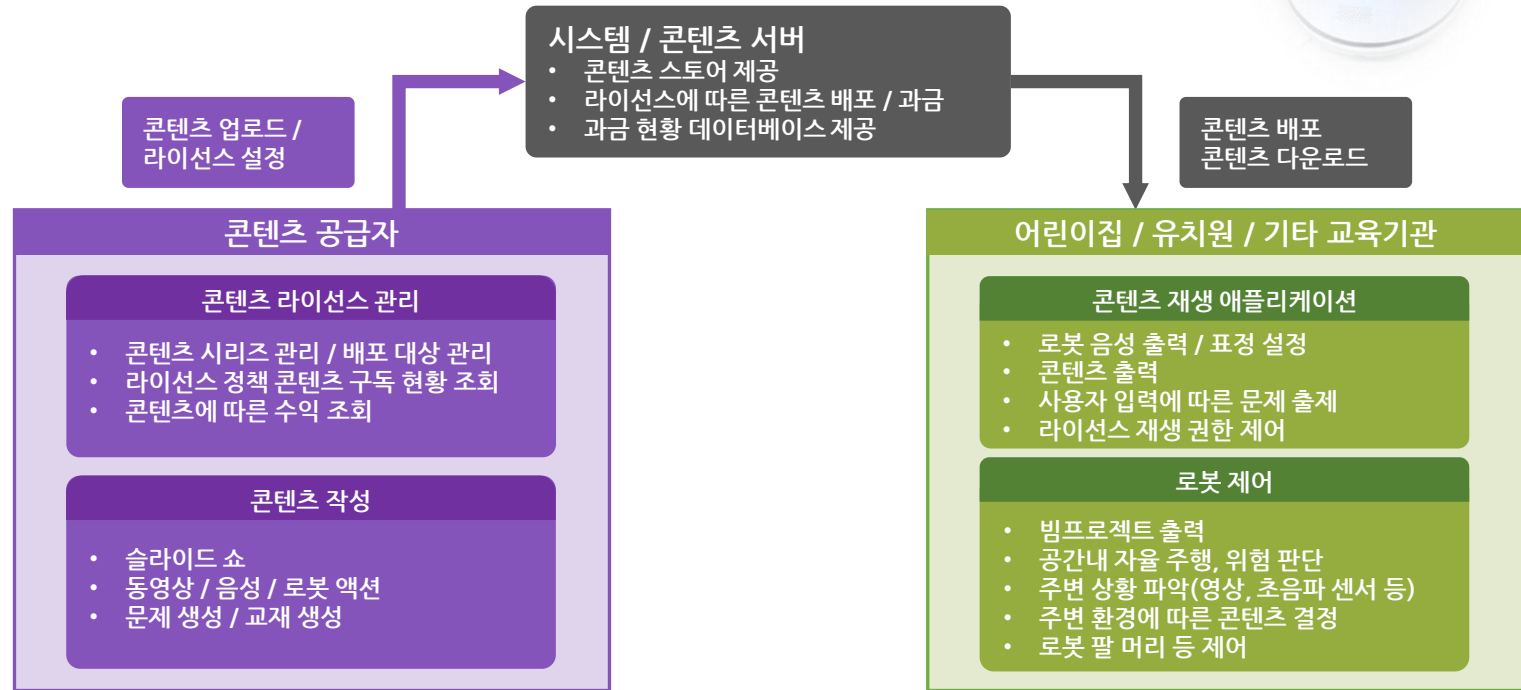 시스템 / 콘텐츠 서버
• 콘텐츠 스토어 제공
• 라이선스에 따른 콘텐츠 배포 / 과금
• 과금 현황 데이터베이스 제공
콘텐츠 업로드 /
라이선스 설정
콘텐츠 배포
콘텐츠 다운로드
콘텐츠 공급자
콘텐츠 라이선스 관리
• 콘텐츠 시리즈 관리 / 배포 대상 관리
• 라이선스 정책 콘텐츠 구독 현황 조회
• 콘텐츠에 따른 수익 조회
콘텐츠 작성
• 슬라이드 쇼
• 동영상 / 음성 / 로봇 액션
• 문제 생성 / 교재 생성
어린이집 / 유치원 / 기타 교육기관
콘텐츠 재생 애플리케이션
• 로봇 음성 출력 / 표정 설정
• 콘텐츠 출력
• 사용자 입력에 따른 문제 출제
• 라이선스 재생 권한 제어
로봇 제어
• 빔프로젝트 출력
• 공간내 자율 주행, 위험 판단
• 주변 상황 파악(영상, 초음파 센서 등)
• 주변 환경에 따른 콘텐츠 결정
• 로봇 팔 머리 등 제어